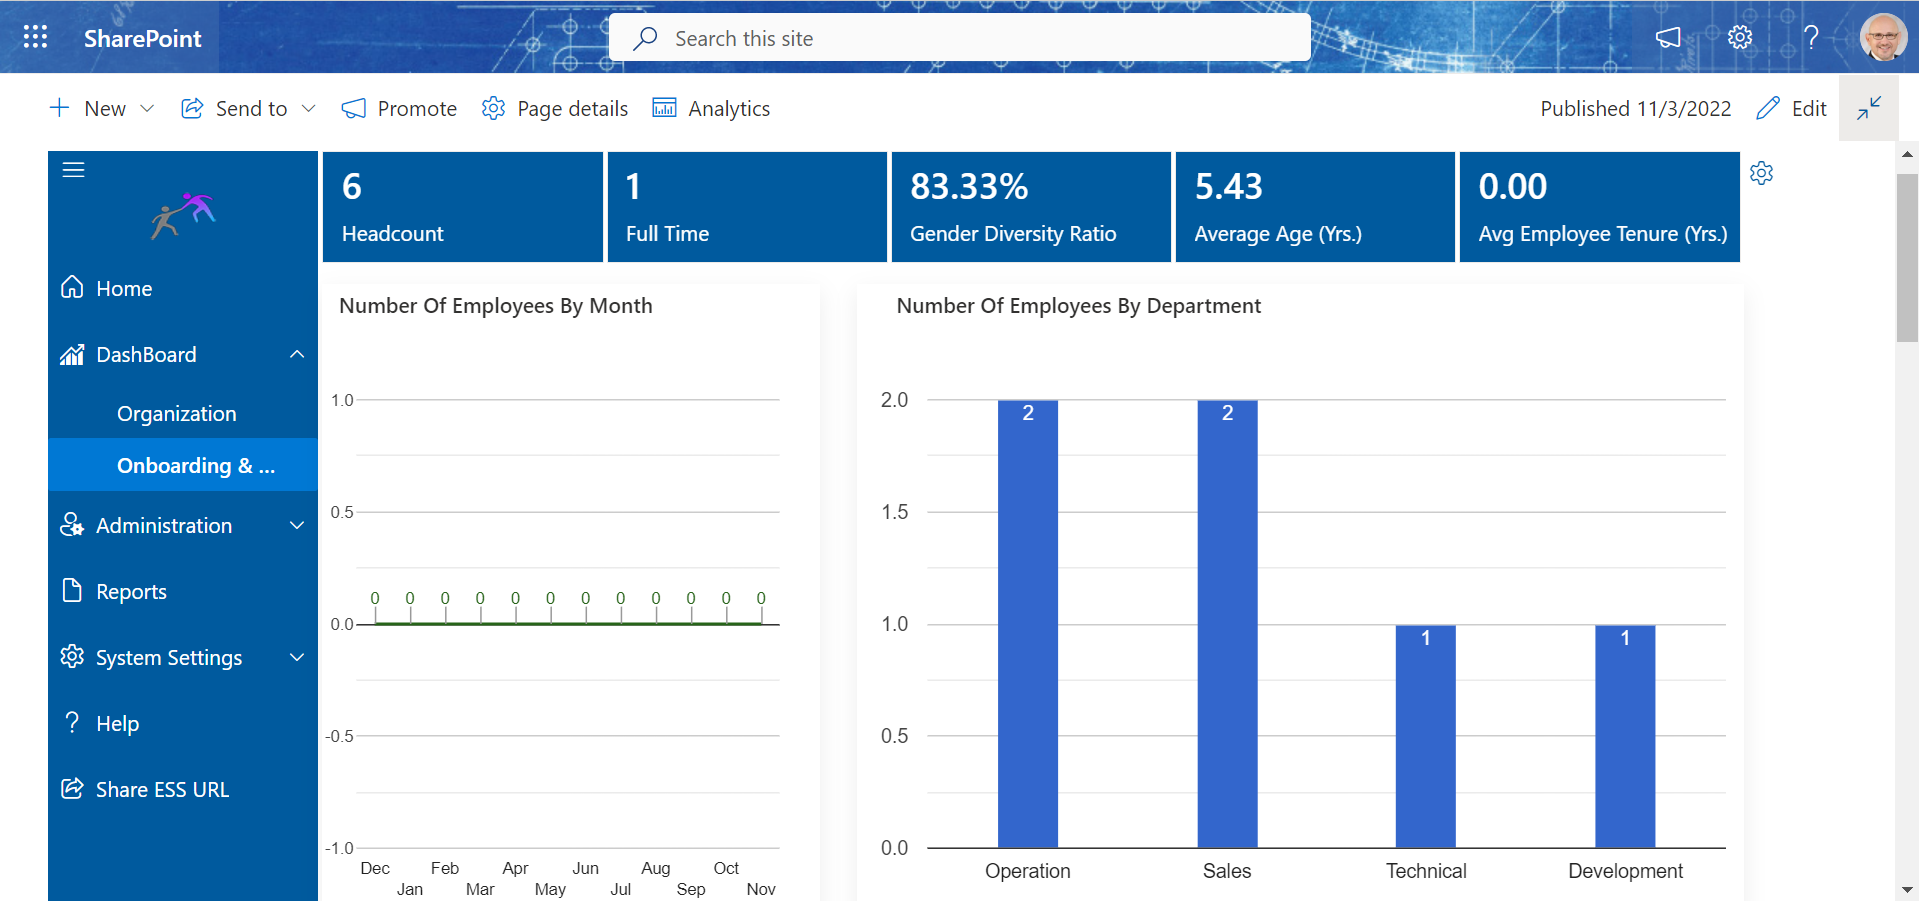 SharePoint
Search this site
?
New
Send to
Promote
Page details
Analytics
Published 11/3/2022
Edit
Home
DashBoard
Organization
Onboarding & ...
Administration
Reports
System Settings
? Help
Share ESS URL
6
Headcount
1
Full Time
83.33%
Gender Diversity Ratio
5.43
Average Age (Yrs.)
0.00
Avg Employee Tenure (Yrs.)
Number Of Employees By Month
1.0
0.5
0 0 0 0 0 0 0 0 0 0 0 0
0.0
-0.5
-1.0
Dec Feb Apr Jun Aug Oct
Jan Mar May Jul Sep Nov
Number Of Employees By Department
2.0
2 2
1.5
1.0
1 1
0.5
0.0
Operation Sales Technical Development